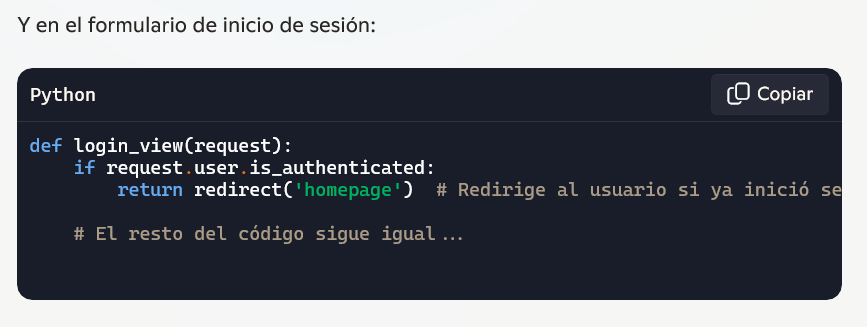 Y en el formulario de inicio de sesión:
Python
Copiar
def login_view(request):
    if request.user.is_authenticated:
        return redirect('homepage')  # Redirige al usuario si ya inició se
    # El resto del código sigue igual...